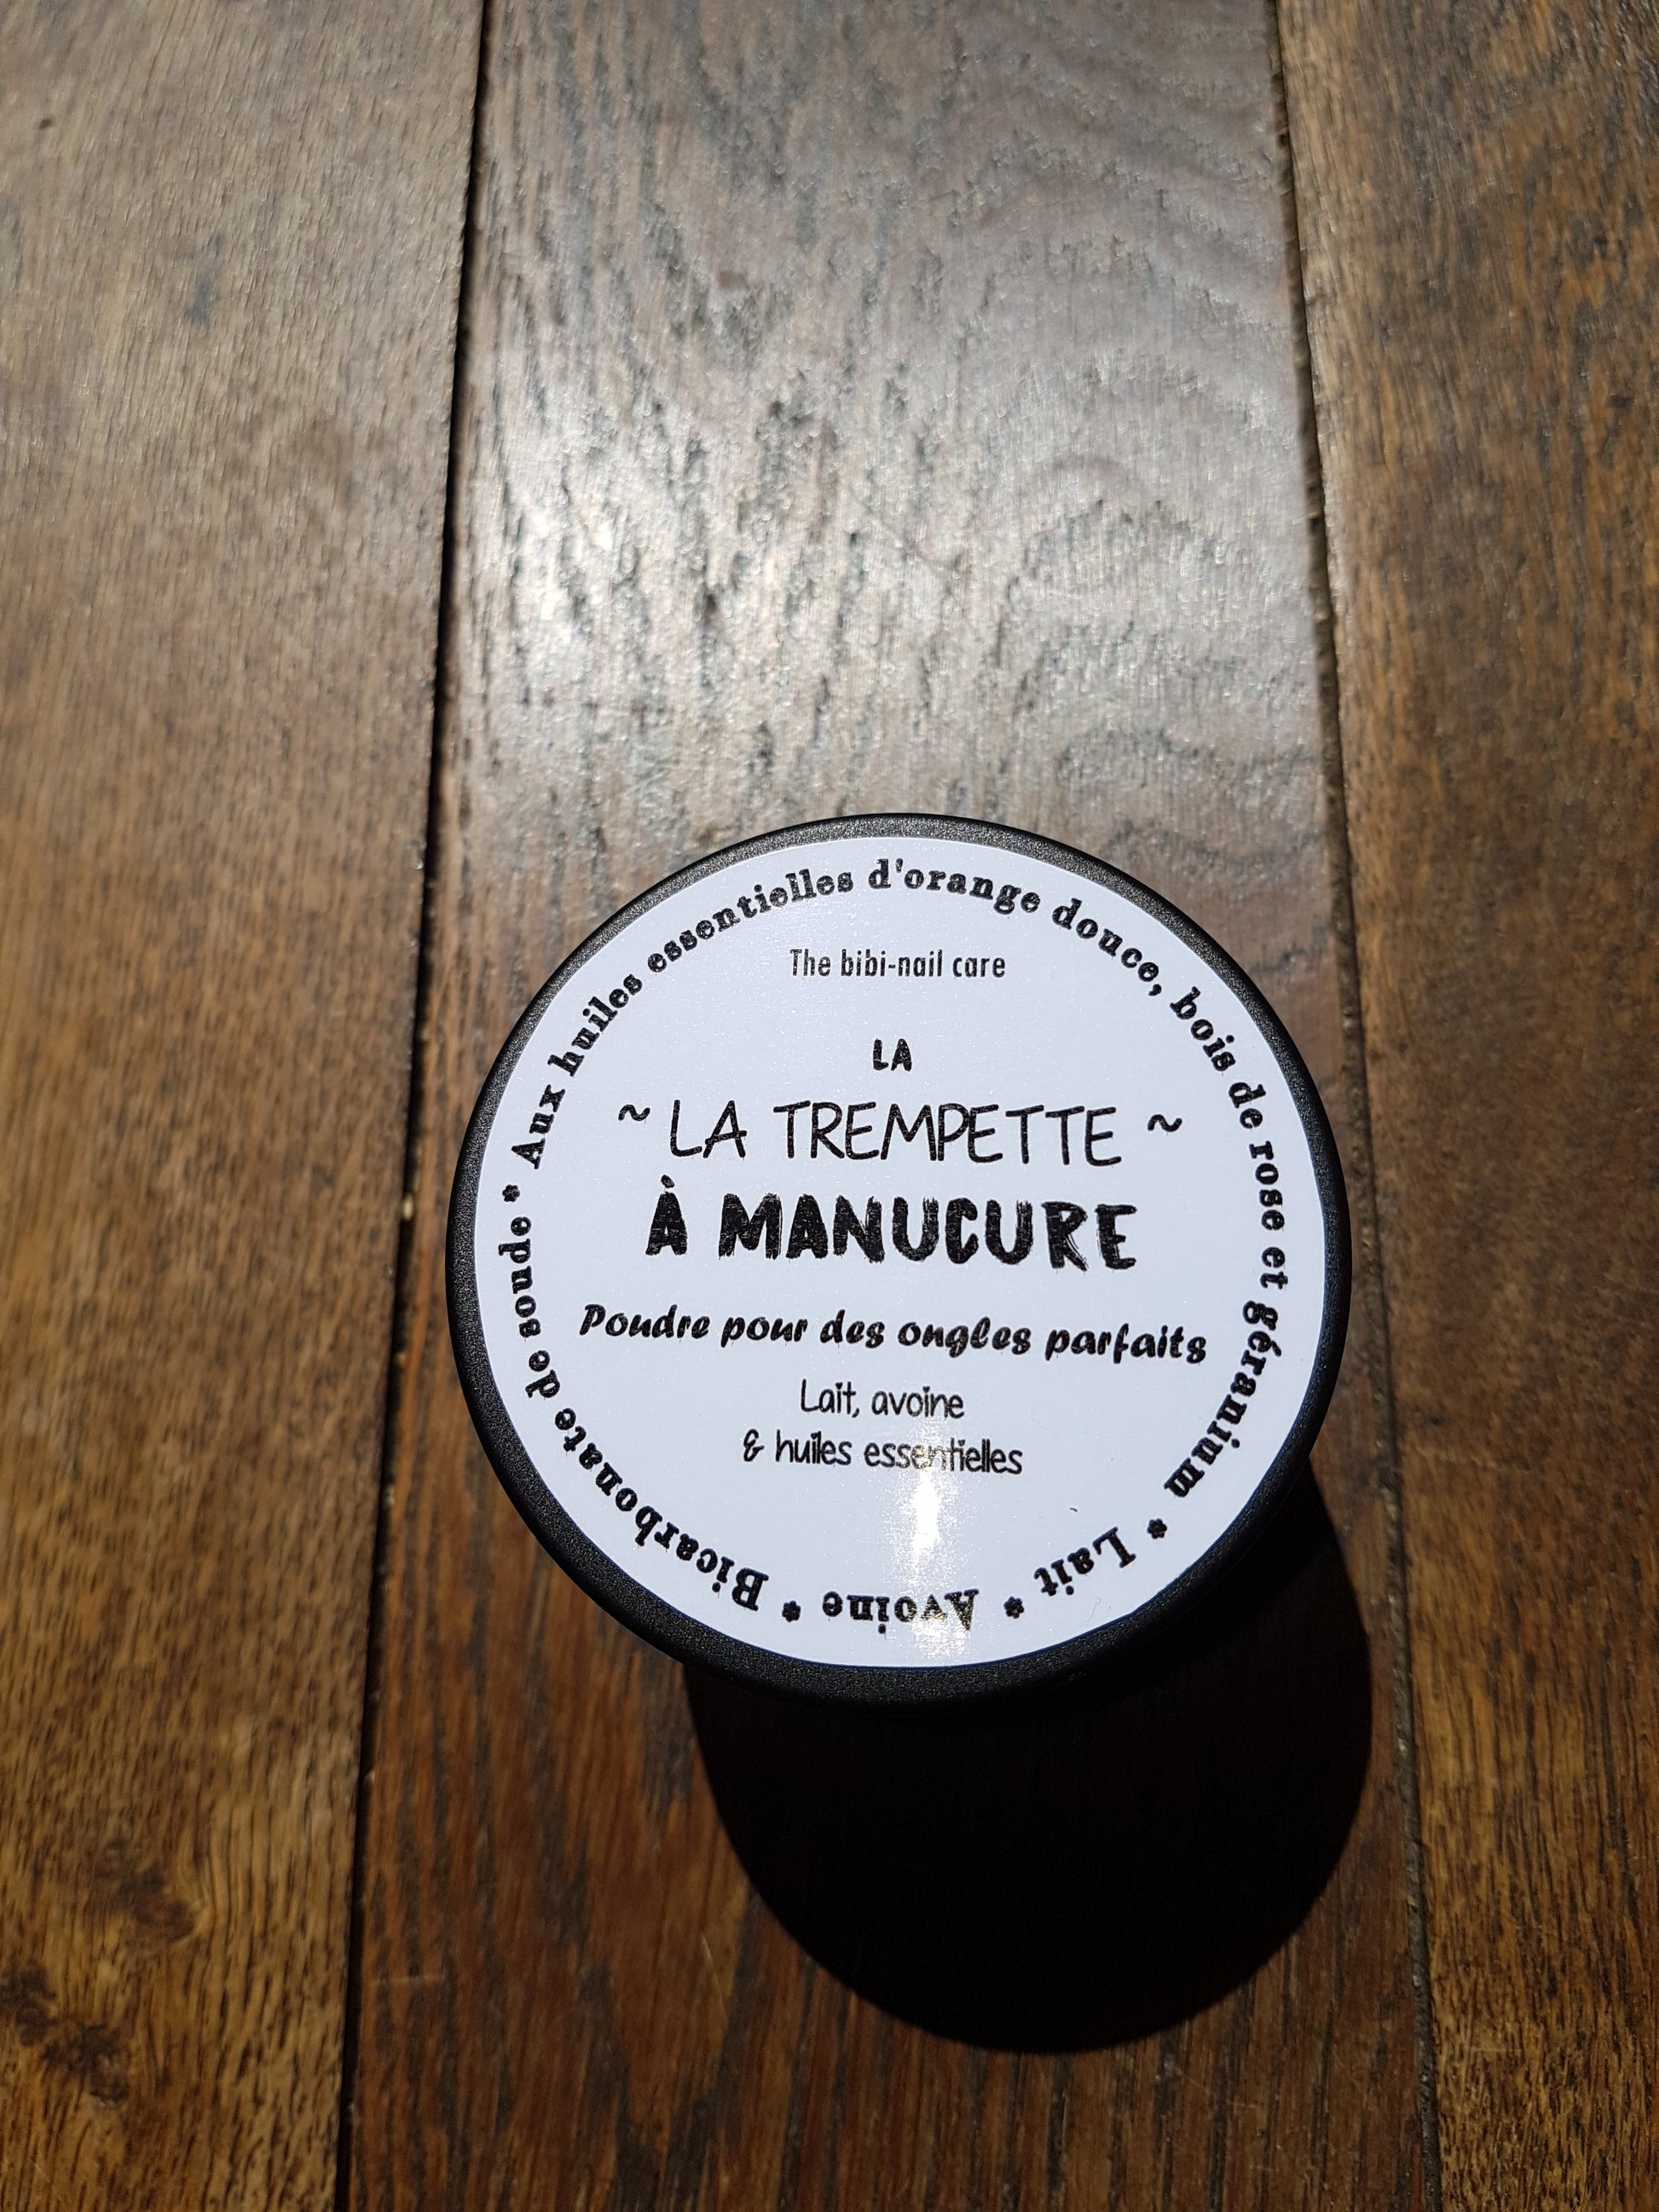 The bibi-nail care
LA
~ LA TREMPETTE ~
À MANUCURE
Poudre pour des ongles parfaits
Lait, avoine
& huiles essentielles
* Aux huiles essentielles d'orange douce, bois de rose et géranium * Lait * Avoine * Bicarbonate de soude